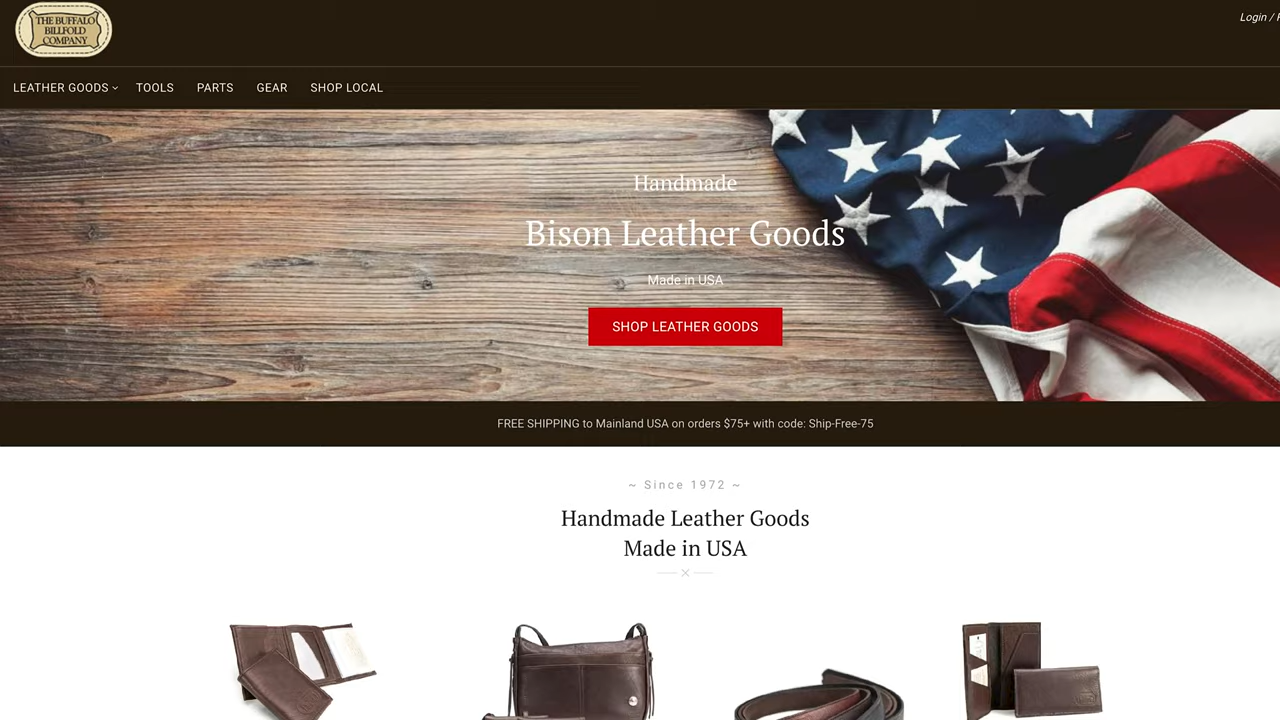 THE BUFFALO
BILLFOLD
COMPANY
Login /
LEATHER GOODS
TOOLS
PARTS
GEAR
SHOP LOCAL
Handmade
Bison Leather Goods
Made in USA
SHOP LEATHER GOODS
FREE SHIPPING to Mainland USA on orders $75+ with code: Ship-Free-75
~ Since 1972 ~
Handmade Leather Goods
Made in USA